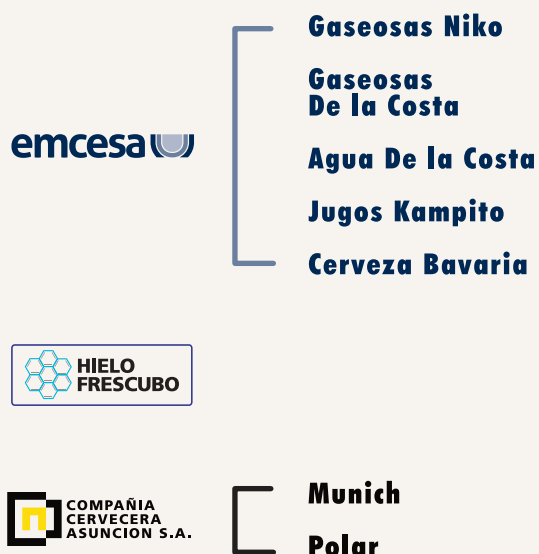 emcesa
Gaseosas Niko
Gaseosas
De la Costa
Agua De la Costa
Jugos Kampito
Cerveza Bavaria
HIELO
FRESCUBO
COMPAÑIA
CERVECERA
ASUNCION S.A.
Munich
Polar